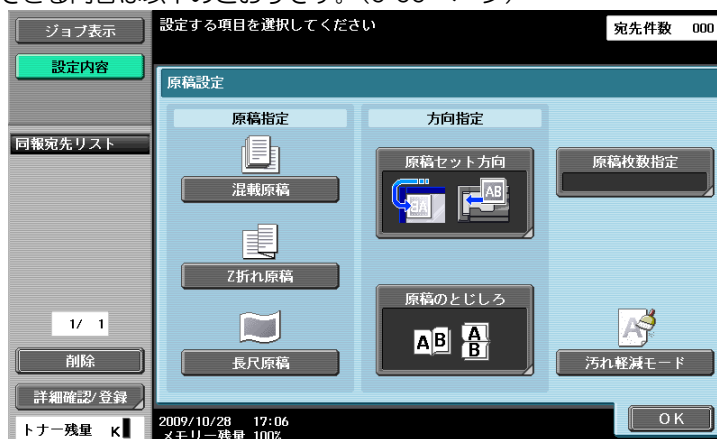 ジョブ表示
設定する項目を選択してください
宛先件数 000
設定内容
原稿設定
原稿指定
方向指定
同報宛先リスト
混載原稿
原稿セット方向
原稿枚数指定
AB
Z折れ原稿
原稿のとじしろ
AB
A
B
1/ 1
長尺原稿
汚れ軽減モード
削除
詳細確認/登録
トナー残量 K
2009/10/28 17:06
メモリー残量 100%
OK